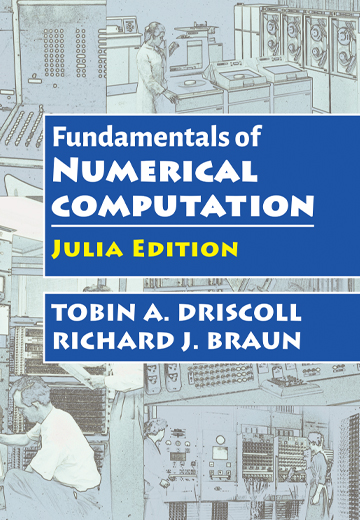 Fundamentals of
NUMERICAL
COMPUTATION
JULIA EDITION
TOBIN A. DRISCOLL
RICHARD J. BRAUN